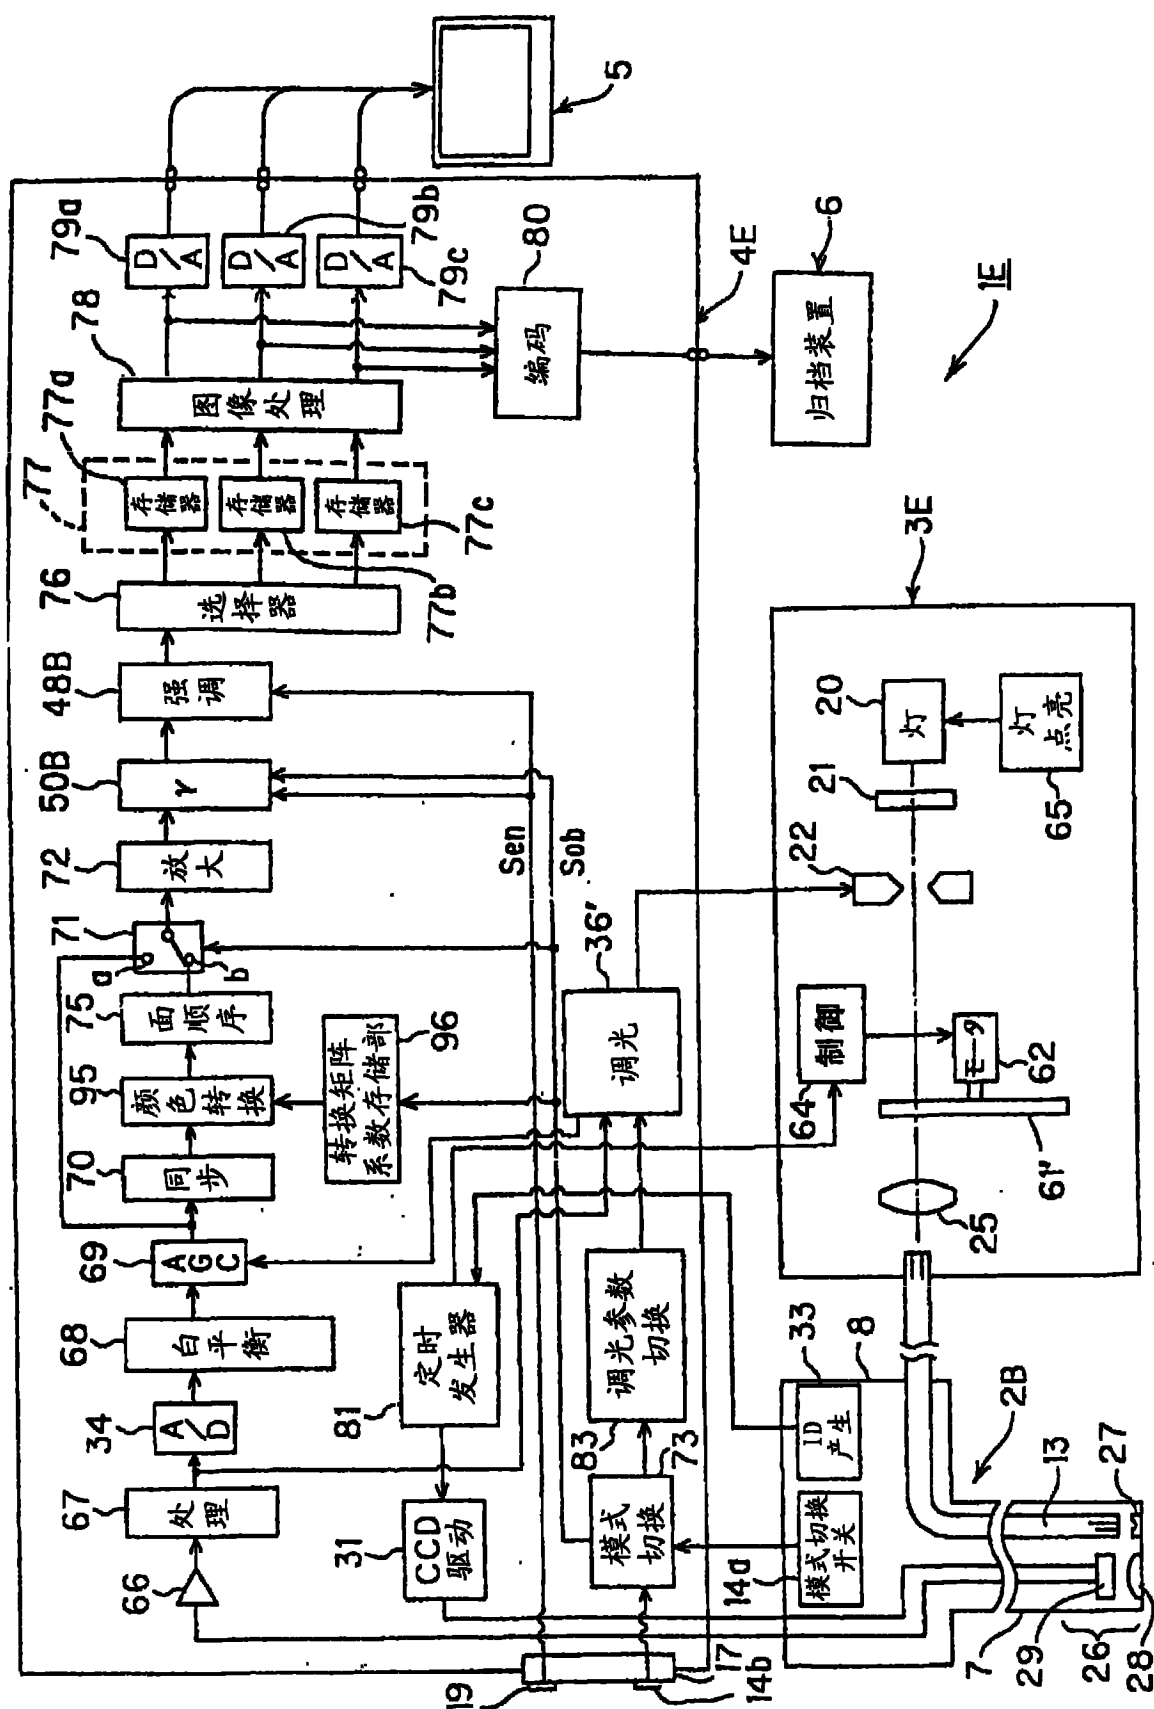 5
79a
D/A
D/A
79b
D/A
79c
80
编码
78
图像处理
77
77a
存储器
存储器
存储器
77b
77c
76
选择器
48B
强调
50B
γ
72
放大
71
a
b
75
面顺序
95
颜色转换
96
转换矩阵
系数存储部
70
同步
69
AGC
68
白平衡
34
A/D
67
处理
66
81
定时
发生器
31
CCD
驱动
Sen
Sob
36'
调光
83
调光参数
切换
73
模式
切换
19
17
14b
4E
6
归档装置
1E
3E
20
灯
65
灯
点亮
21
22
64
制御
62
モータ
61'
25
33
ID
产生
8
14a
模式切换
开关
2B
13
27
7
29
26
28